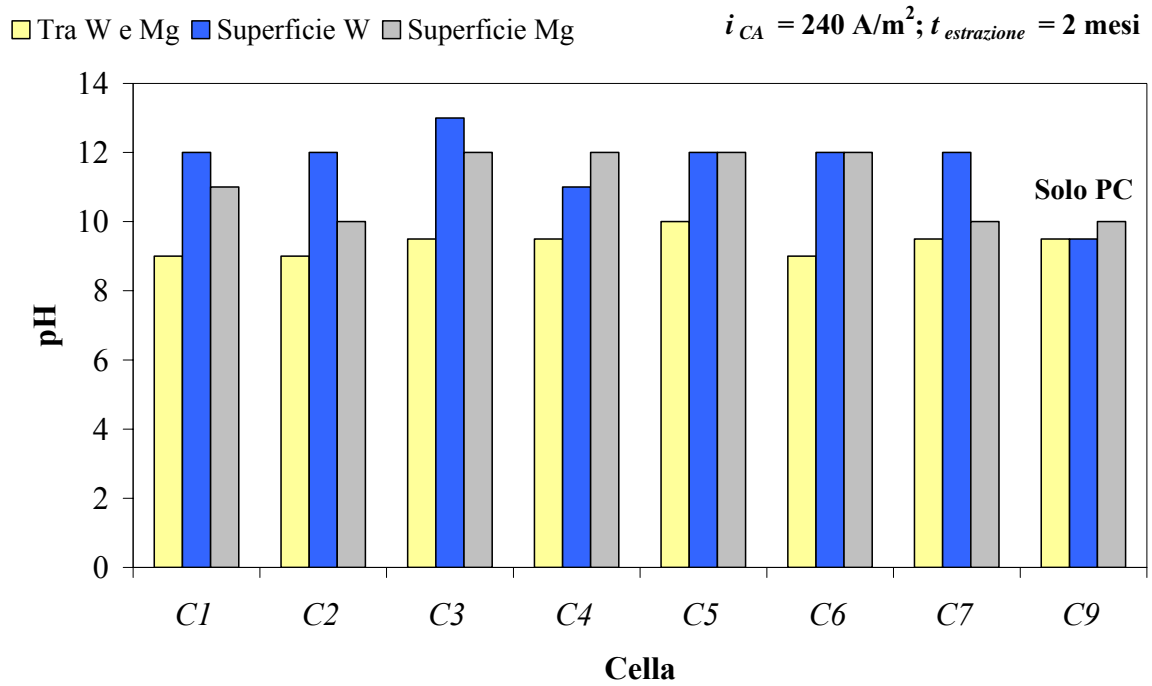 Tra W e Mg Superficie W Superficie Mg
i CA = 240 A/m²; t estrazione = 2 mesi
14
12
10
8
6
4
2
0
pH
Solo PC
C1 C2 C3 C4 C5 C6 C7 C9
Cella